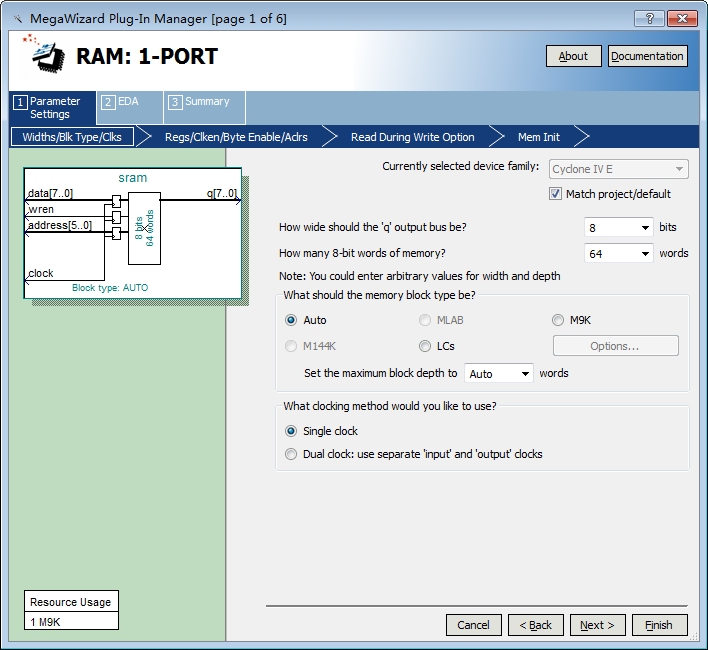 MegaWizard Plug-In Manager [page 1 of 6]
RAM: 1-PORT
About
Documentation
1 Parameter Settings
2 EDA
3 Summary
Widths/Blk Type/Clks
Regs/Clken/Byte Enable/Aclrs
Read During Write Option
Mem Init
sram
data[7..0]
q[7..0]
wren
address[5..0]
8 bits
64 words
clock
Block type: AUTO
Currently selected device family:
Cyclone IV E
Match project/default
How wide should the 'q' output bus be?
8
bits
How many 8-bit words of memory?
64
words
Note: You could enter arbitrary values for width and depth
What should the memory block type be?
Auto
MLAB
M9K
M144K
LCs
Options...
Set the maximum block depth to
Auto
words
What clocking method would you like to use?
Single clock
Dual clock: use separate 'input' and 'output' clocks
Resource Usage
1 M9K
Cancel
< Back
Next >
Finish